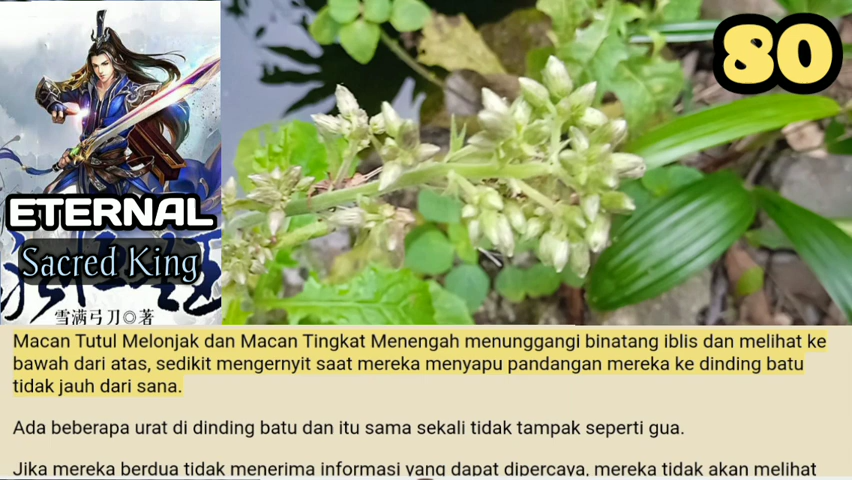 80
ETERNAL
Sacred King
雪满弓刀◎著
Macan Tutul Melonjak dan Macan Tingkat Menengah menunggangi binatang iblis dan melihat ke
bawah dari atas, sedikit mengernyit saat mereka menyapu pandangan mereka ke dinding batu
tidak jauh dari sana.
Ada beberapa urat di dinding batu dan itu sama sekali tidak tampak seperti gua.
Jika mereka berdua tidak menerima informasi yang dapat dipercaya, mereka tidak akan melihat